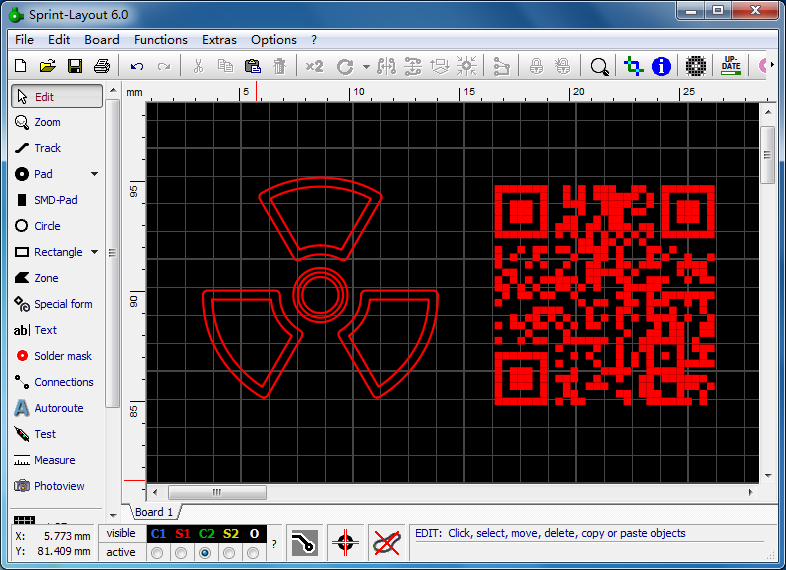 Sprint-Layout 6.0
File Edit Board Functions Extras Options ?
×2 UP-DATE
mm 5 10 15 20 25
Edit
Zoom
Track
Pad
SMD-Pad
Circle
Rectangle
Zone
Special form
ab| Text
Solder mask
Connections
Autoroute
Test
Measure
Photoview
95
90
85
Board 1
X: 5.773 mm
Y: 81.409 mm
visible C1 S1 C2 S2 O
active
?
EDIT: Click, select, move, delete, copy or paste objects